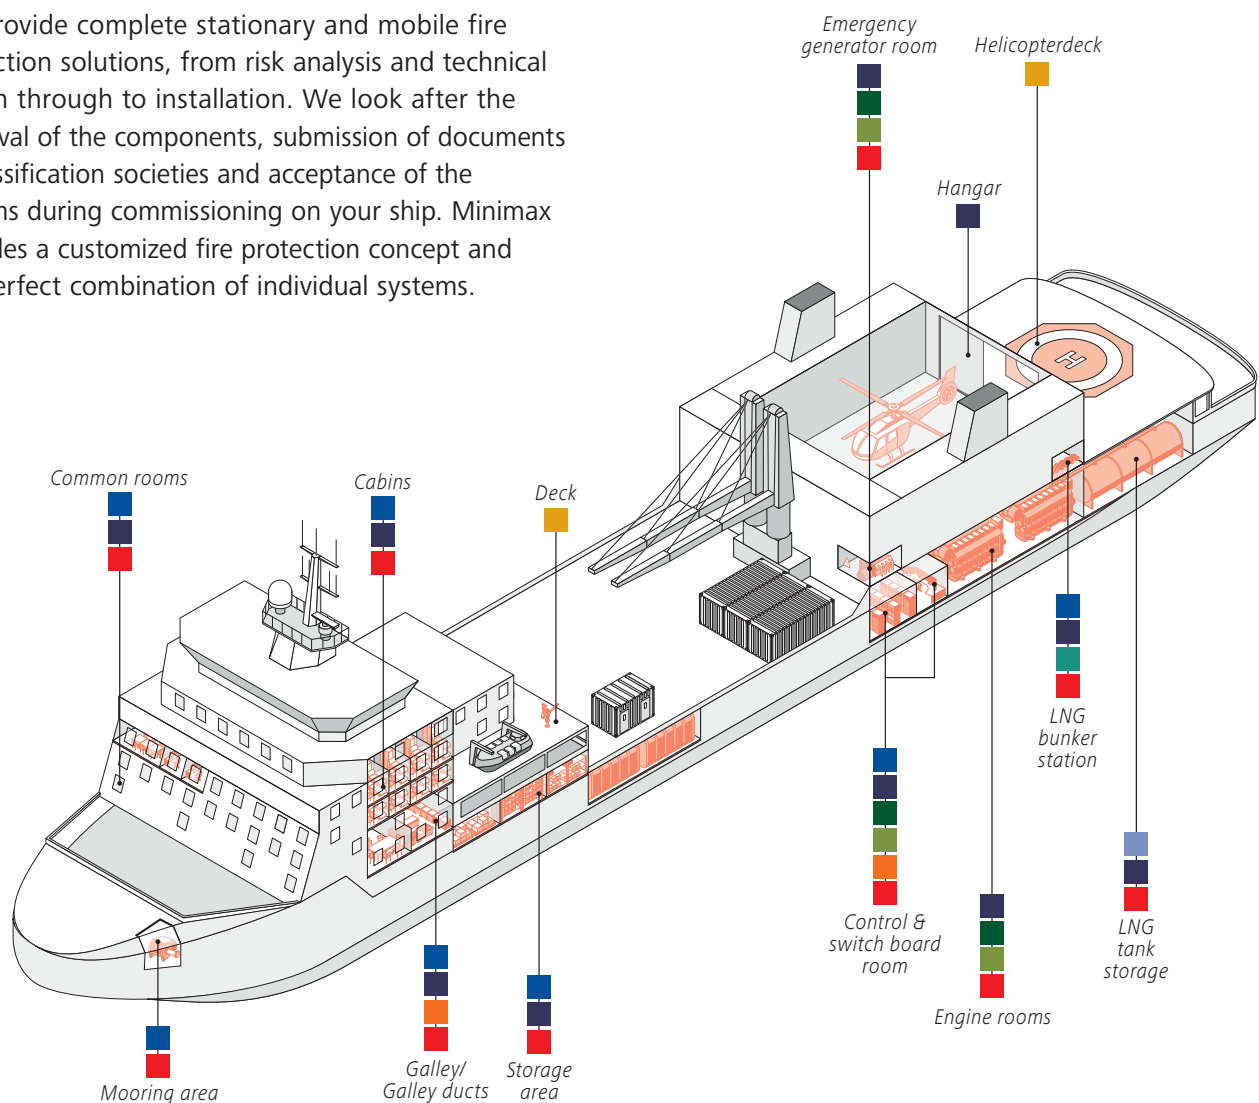 rovide complete stationary and mobile fire
ction solutions, from risk analysis and technical
n through to installation. We look after the
val of the components, submission of documents
ssification societies and acceptance of the
ns during commissioning on your ship. Minimax
les a customized fire protection concept and
erfect combination of individual systems.
Emergency
generator room
Helicopterdeck
Hangar
H
Common rooms
Cabins
Deck
LNG
bunker
station
Control &
switch board
room
LNG
tank
storage
Engine rooms
Mooring area
Galley/
Galley ducts
Storage
area